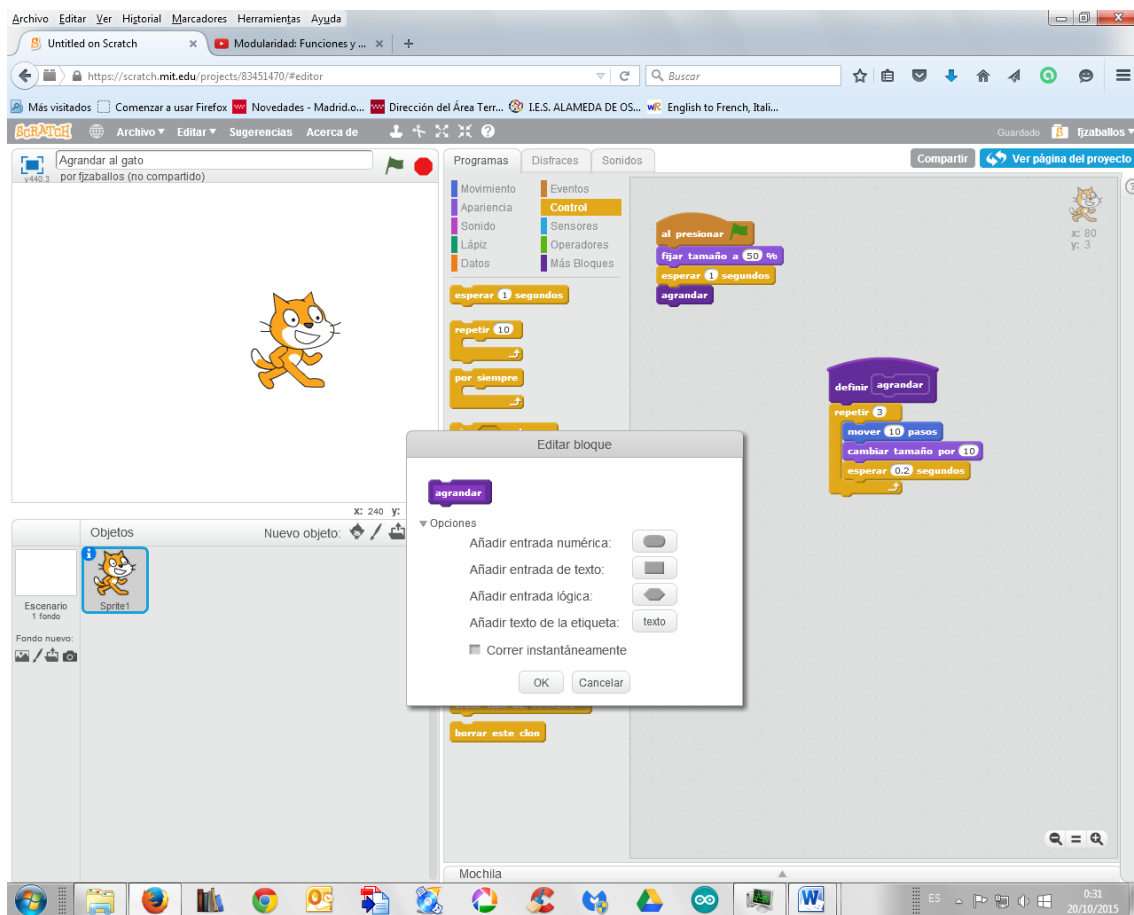 Archivo Editar Ver Historial Marcadores Herramientas Ayuda
Untitled on Scratch
Modularidad: Funciones y ...
https://scratch.mit.edu/projects/83451470/#editor
Buscar
Más visitados
Comenzar a usar Firefox
Novedades - Madrid.o...
Dirección del Área Terr...
I.E.S. ALAMEDA DE OS...
English to French, Itali...
SCRATCH
Archivo Editar Sugerencias Acerca de
Guardado
fjzaballos
Agrandar al gato
por fjzaballos (no compartido)
v440.3
Programas
Disfraces
Sonidos
Compartir
Ver página del proyecto
Movimiento
Eventos
Apariencia
Control
Sonido
Sensores
Lápiz
Operadores
Datos
Más Bloques
esperar 1 segundos
repetir 10
por siempre
al presionar
fijar tamaño a 50 %
esperar 1 segundos
agrandar
x: 80
y: 3
definir agrandar
repetir 3
mover 10 pasos
cambiar tamaño por 10
esperar 0.2 segundos
Editar bloque
agrandar
Opciones
Añadir entrada numérica:
Añadir entrada de texto:
Añadir entrada lógica:
Añadir texto de la etiqueta: texto
Correr instantáneamente
OK
Cancelar
borrar este clon
X: 240 y:
Objetos
Nuevo objeto:
Escenario
1 fondo
Sprite1
Fondo nuevo:
Mochila
ES
0:31
20/10/2015